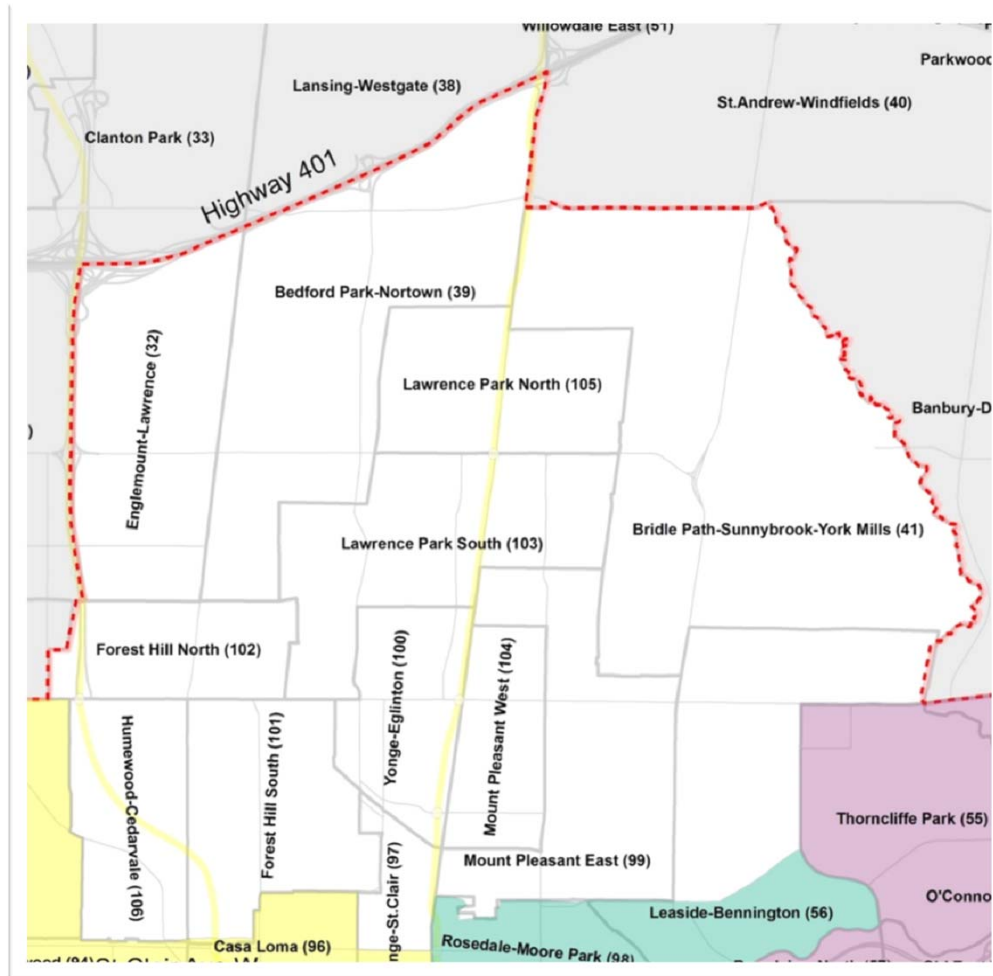 Willowdale East (51)
Parkwood
Lansing-Westgate (38)
St.Andrew-Windfields (40)
Clanton Park (33)
Highway 401
Bedford Park-Nortown (39)
Englemount-Lawrence (32)
Lawrence Park North (105)
Banbury-D
)
Lawrence Park South (103)
Bridle Path-Sunnybrook-York Mills (41)
Forest Hill North (102)
Yonge-Eglinton (100)
Mount Pleasant West (104)
Humewood-Cedarvale (106)
Forest Hill South (101)
Thorncliffe Park (55)
Mount Pleasant East (99)
nge-St.Clair (97)
O'Conno
Leaside-Bennington (56)
Casa Loma (96)
Rosedale-Moore Park (98)